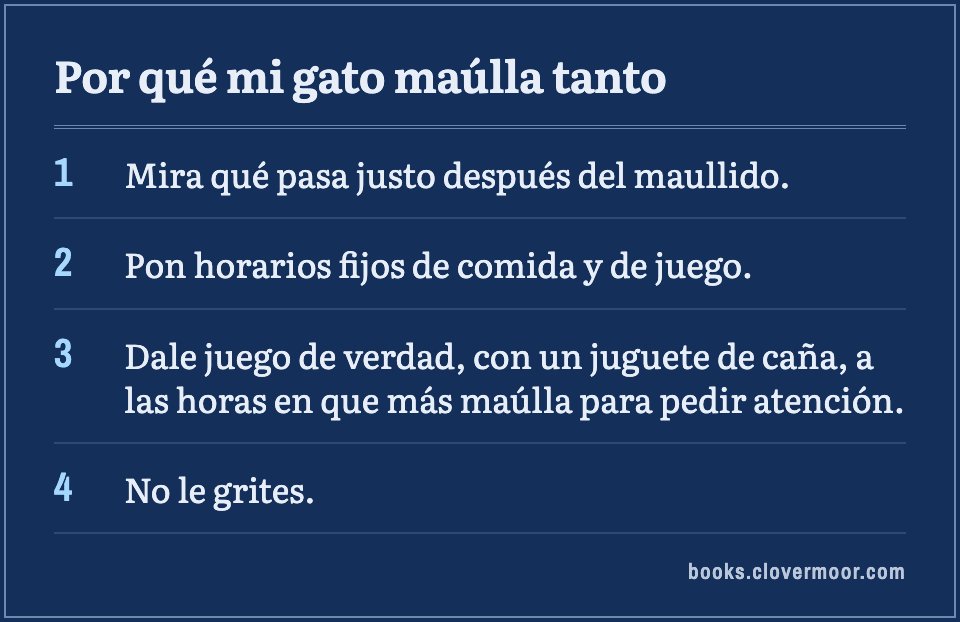 Por qué mi gato maúlla tanto
1 Mira qué pasa justo después del maullido.
2 Pon horarios fijos de comida y de juego.
3 Dale juego de verdad, con un juguete de caña, a
las horas en que más maúlla para pedir atención.
4 No le grites.
books.clovermoor.com